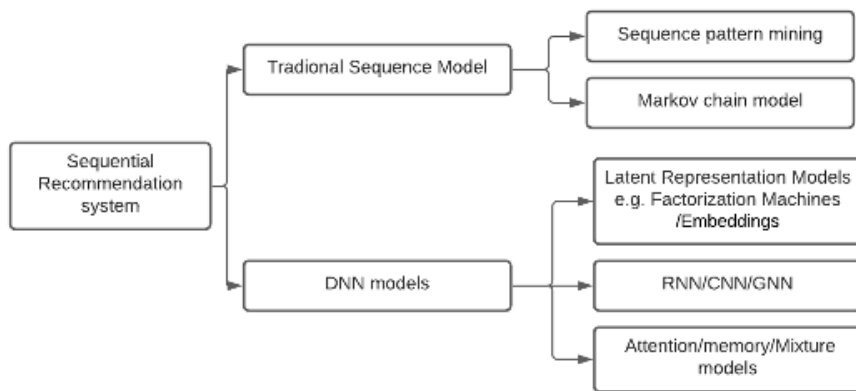 Sequential
Recommendation
system
Tradional Sequence Model
Sequence pattern mining
Markov chain model
DNN models
Latent Representation Models
e.g. Factorization Machines
/Embeddings
RNN/CNN/GNN
Attention/memory/Mixture
models